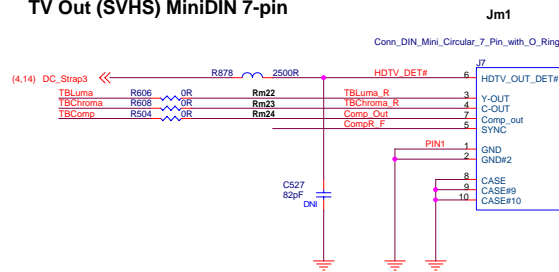 TV Out (SVHS) MiniDIN 7-pin
Jm1
Conn_DIN_Mini_Circular_7_Pin_with_O_Ring
J7
(4,14) DC_Strap3 R878 2500R HDTV_DET# 6 HDTV_OUT_DET#
TBLuma R606 0R Rm22 TBLuma_R 3 Y-OUT
TBChroma R608 0R Rm23 TBChroma_R 4 C-OUT
TBComp R504 0R Rm24 Comp_Out 7 Comp_out
CompR_F 5 SYNC
PIN1 1 GND
2 GND#2
8 CASE
9 CASE#9
10 CASE#10
C527
82pF
DNI